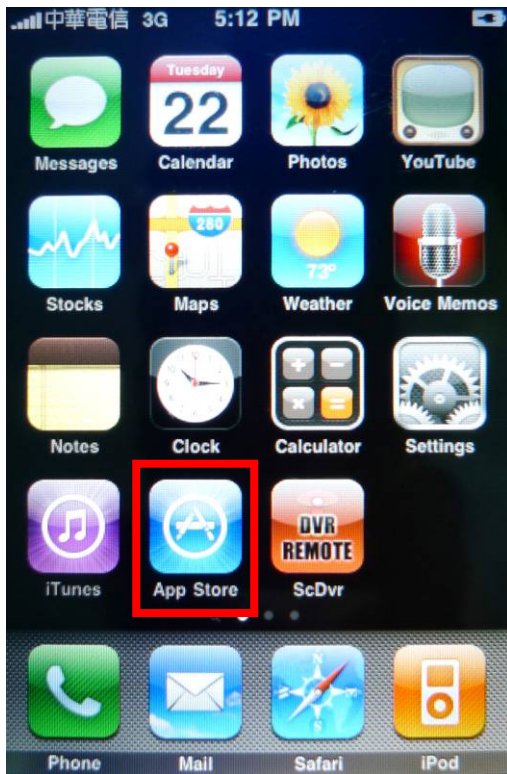 中華電信 3G 5:12 PM
Tuesday
22
280
73°
Messages Calendar Photos YouTube
Stocks Maps Weather Voice Memos
Notes Clock Calculator Settings
DVR
REMOTE
iTunes App Store ScDvr
Phone Mail Safari iPod